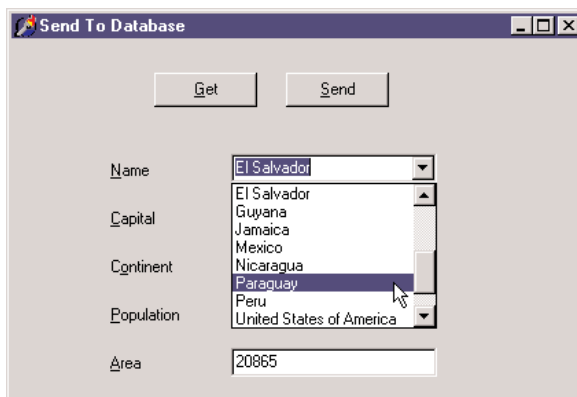 Send To Database
Get Send
Name El Salvador
El Salvador
Guyana
Capital
Jamaica
Mexico
Continent
Nicaragua
Paraguay
Peru
Population
United States of America
Area 20865